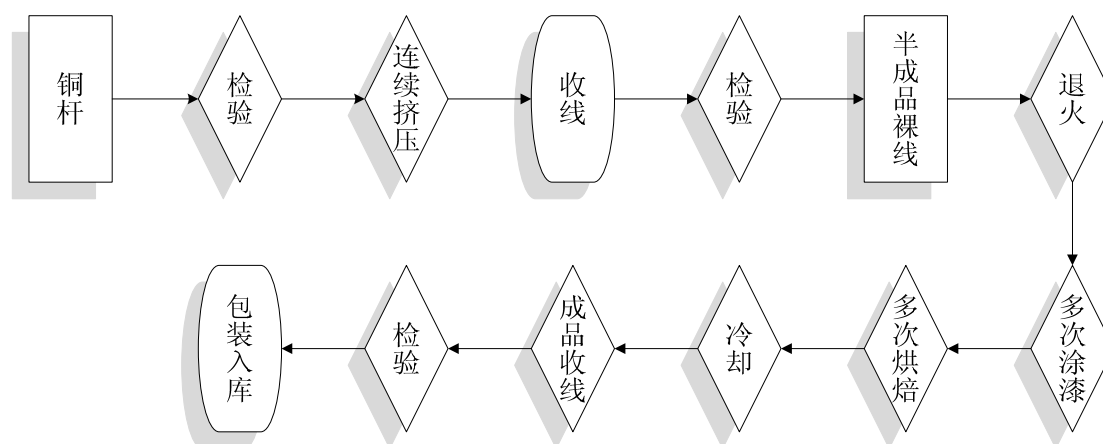 铜杆
检验
连续挤压
收线
检验
半成品裸线
退火
多次涂漆
多次烘焙
冷却
成品收线
检验
包装入库